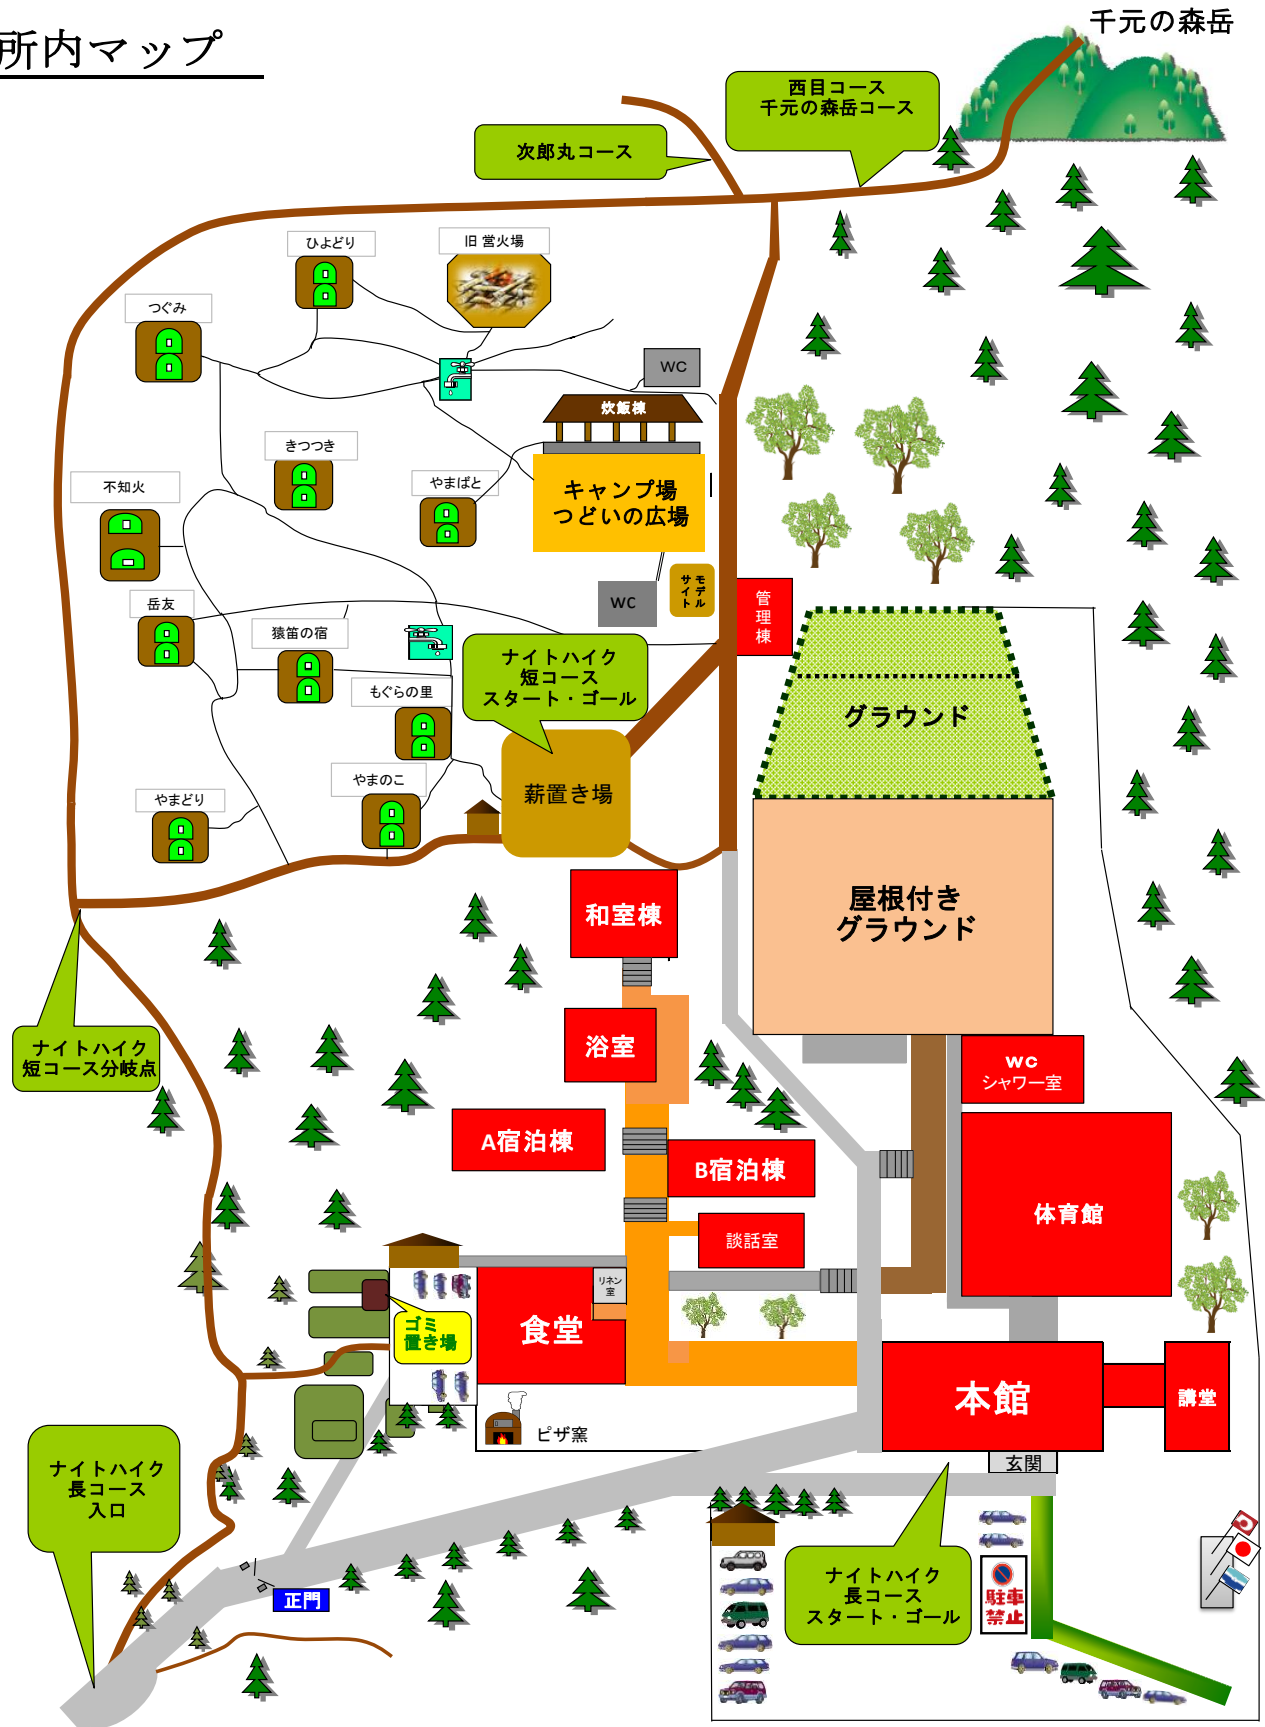 所内マップ
千元の森岳
西目コース
千元の森岳コース
次郎丸コース
ひよどり
旧 営火場
つぐみ
WC
炊飯棟
きつつき
やまばと
キャンプ場
つどいの広場
不知火
WC
モデル
サイト
管理棟
岳友
猿笛の宿
ナイトハイク
短コース
スタート・ゴール
もぐらの里
グラウンド
やまのこ
薪置き場
やまどり
和室棟
屋根付き
グラウンド
ナイトハイク
短コース分岐点
浴室
WC
シャワー室
A宿泊棟
B宿泊棟
体育館
談話室
リネン
室
食堂
ゴミ
置き場
本館
講堂
ピザ窯
玄関
ナイトハイク
長コース
入口
ナイトハイク
長コース
スタート・ゴール
駐車
禁止
正門